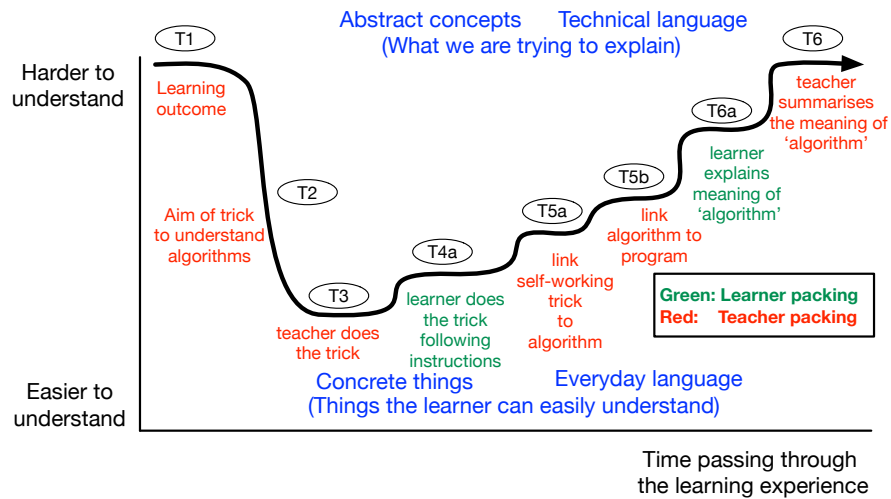 Abstract concepts Technical language
(What we are trying to explain)
T1
T6
Harder to
understand
Learning
outcome
teacher
summarises
the meaning of
‘algorithm’
T6a
learner
explains
meaning of
‘algorithm’
T2
T5b
Aim of trick
to understand
algorithms
T5a
link
algorithm to
program
T4a
link
self-working
trick
to
algorithm
T3
learner does
the trick
following
instructions
Green: Learner packing
Red: Teacher packing
teacher does
the trick
Easier to
understand
Concrete things Everyday language
(Things the learner can easily understand)
Time passing through
the learning experience